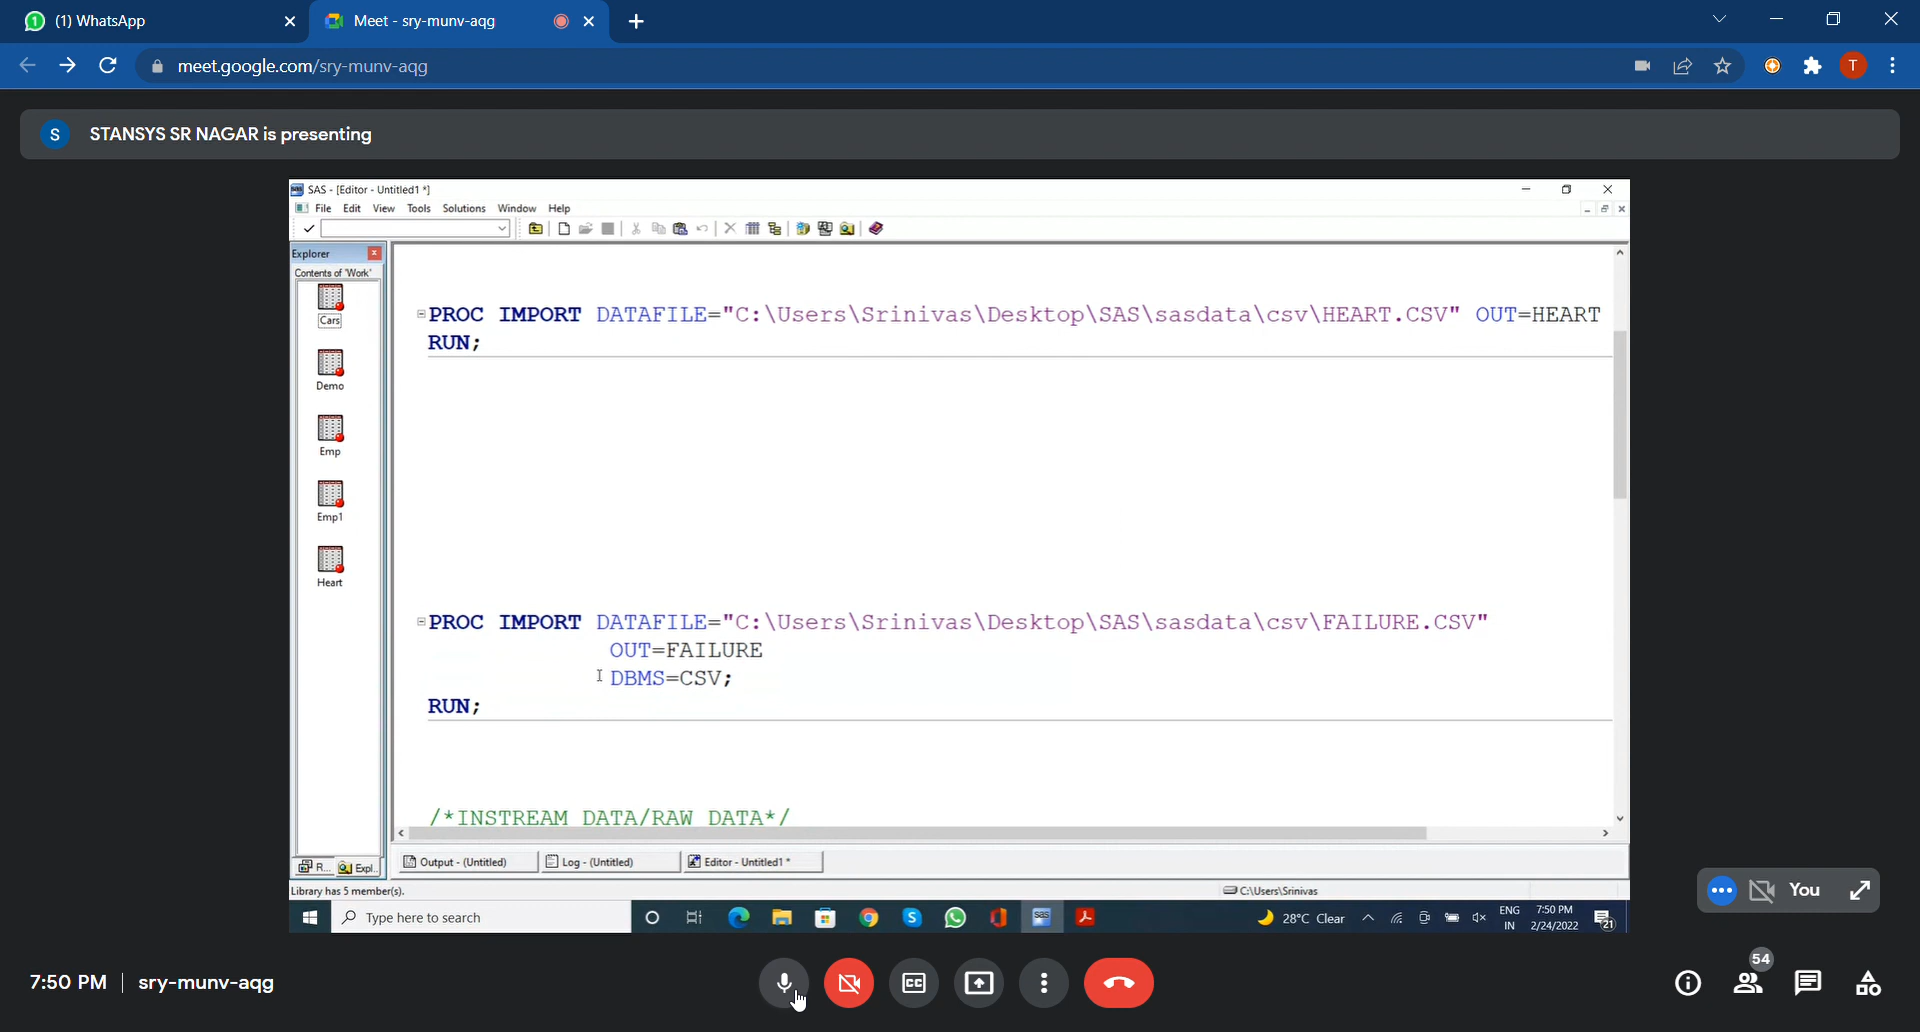 (1) WhatsApp
Meet - sry-munv-aqg
meet.google.com/sry-munv-aqg
T
S
STANSYS SR NAGAR is presenting
SAS - [Editor - Untitled1 *]
File Edit View Tools Solutions Window Help
Explorer
Contents of 'Work'
Cars
Demo
Emp
Emp1
Heart
PROC IMPORT DATAFILE="C:\Users\Srinivas\Desktop\SAS\sasdata\csv\HEART.CSV" OUT=HEART
RUN;
PROC IMPORT DATAFILE="C:\Users\Srinivas\Desktop\SAS\sasdata\csv\FAILURE.CSV"
OUT=FAILURE
DBMS=CSV;
RUN;
/*INSTREAM DATA/RAW DATA*/
R... Expl...
Output - (Untitled)
Log - (Untitled)
Editor - Untitled1 *
Library has 5 member(s).
C:\Users\Srinivas
Type here to search
28°C Clear
ENG
IN
7:50 PM
2/24/2022
21
You
7:50 PM | sry-munv-aqg
CC
54